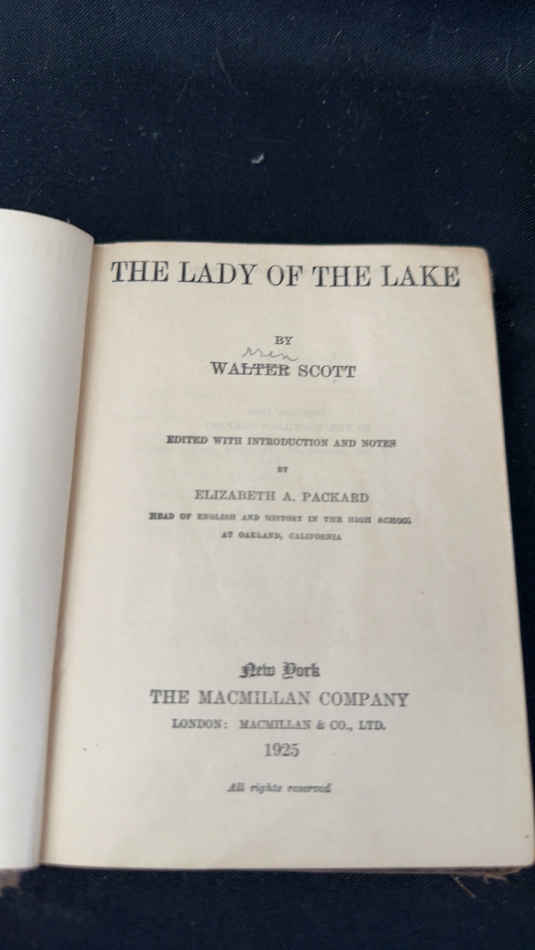 THE LADY OF THE LAKE
BY
rren
WALTER SCOTT
EDITED WITH INTRODUCTION AND NOTES
BY
ELIZABETH A. PACKARD
HEAD OF ENGLISH AND HISTORY IN THE HIGH SCHOOL
AT OAKLAND, CALIFORNIA
New York
THE MACMILLAN COMPANY
LONDON: MACMILLAN & CO., LTD.
1925
All rights reserved